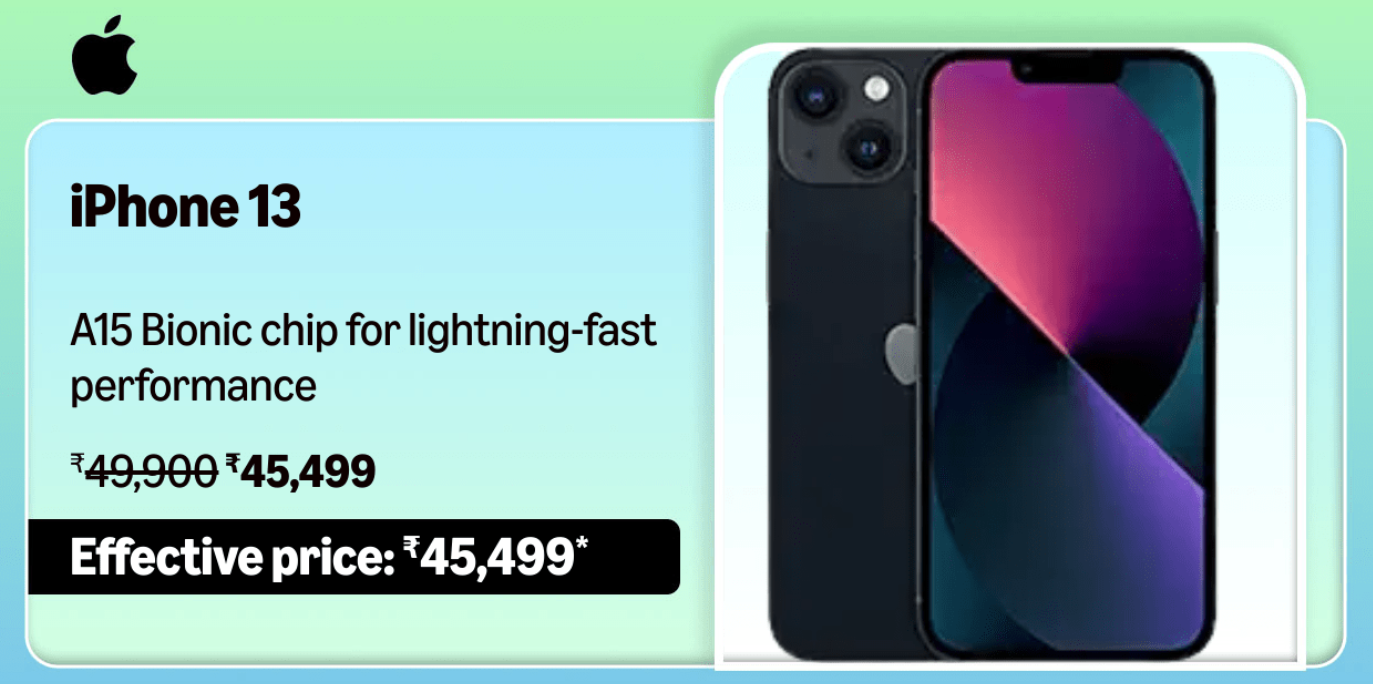 iPhone 13
A15 Bionic chip for lightning-fast
performance
₹49,900 ₹45,499
Effective price: ₹45,499*